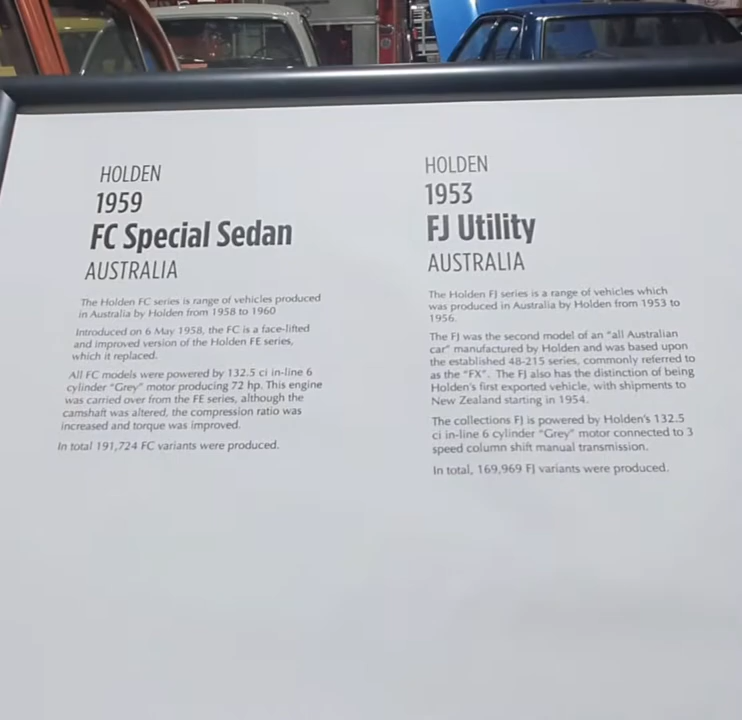 HOLDEN
1959
FC Special Sedan
AUSTRALIA
The Holden FC series is range of vehicles produced
in Australia by Holden from 1958 to 1960
Introduced on 6 May 1958, the FC is a face-lifted
and improved version of the Holden FE series,
which it replaced.
All FC models were powered by 132.5 ci in-line 6
cylinder "Grey" motor producing 72 hp. This engine
was carried over from the FE series, although the
camshaft was altered, the compression ratio was
increased and torque was improved.
In total 191,724 FC variants were produced.
HOLDEN
1953
FJ Utility
AUSTRALIA
The Holden FJ series is a range of vehicles which
was produced in Australia by Holden from 1953 to
1956.
The FJ was the second model of an "all Australian
car" manufactured by Holden and was based upon
the established 48-215 series, commonly referred to
as the "FX". The FJ also has the distinction of being
Holden's first exported vehicle, with shipments to
New Zealand starting in 1954.
The collections FJ is powered by Holden's 132.5
ci in-line 6 cylinder "Grey" motor connected to 3
speed column shift manual transmission.
In total, 169,969 FJ variants were produced.